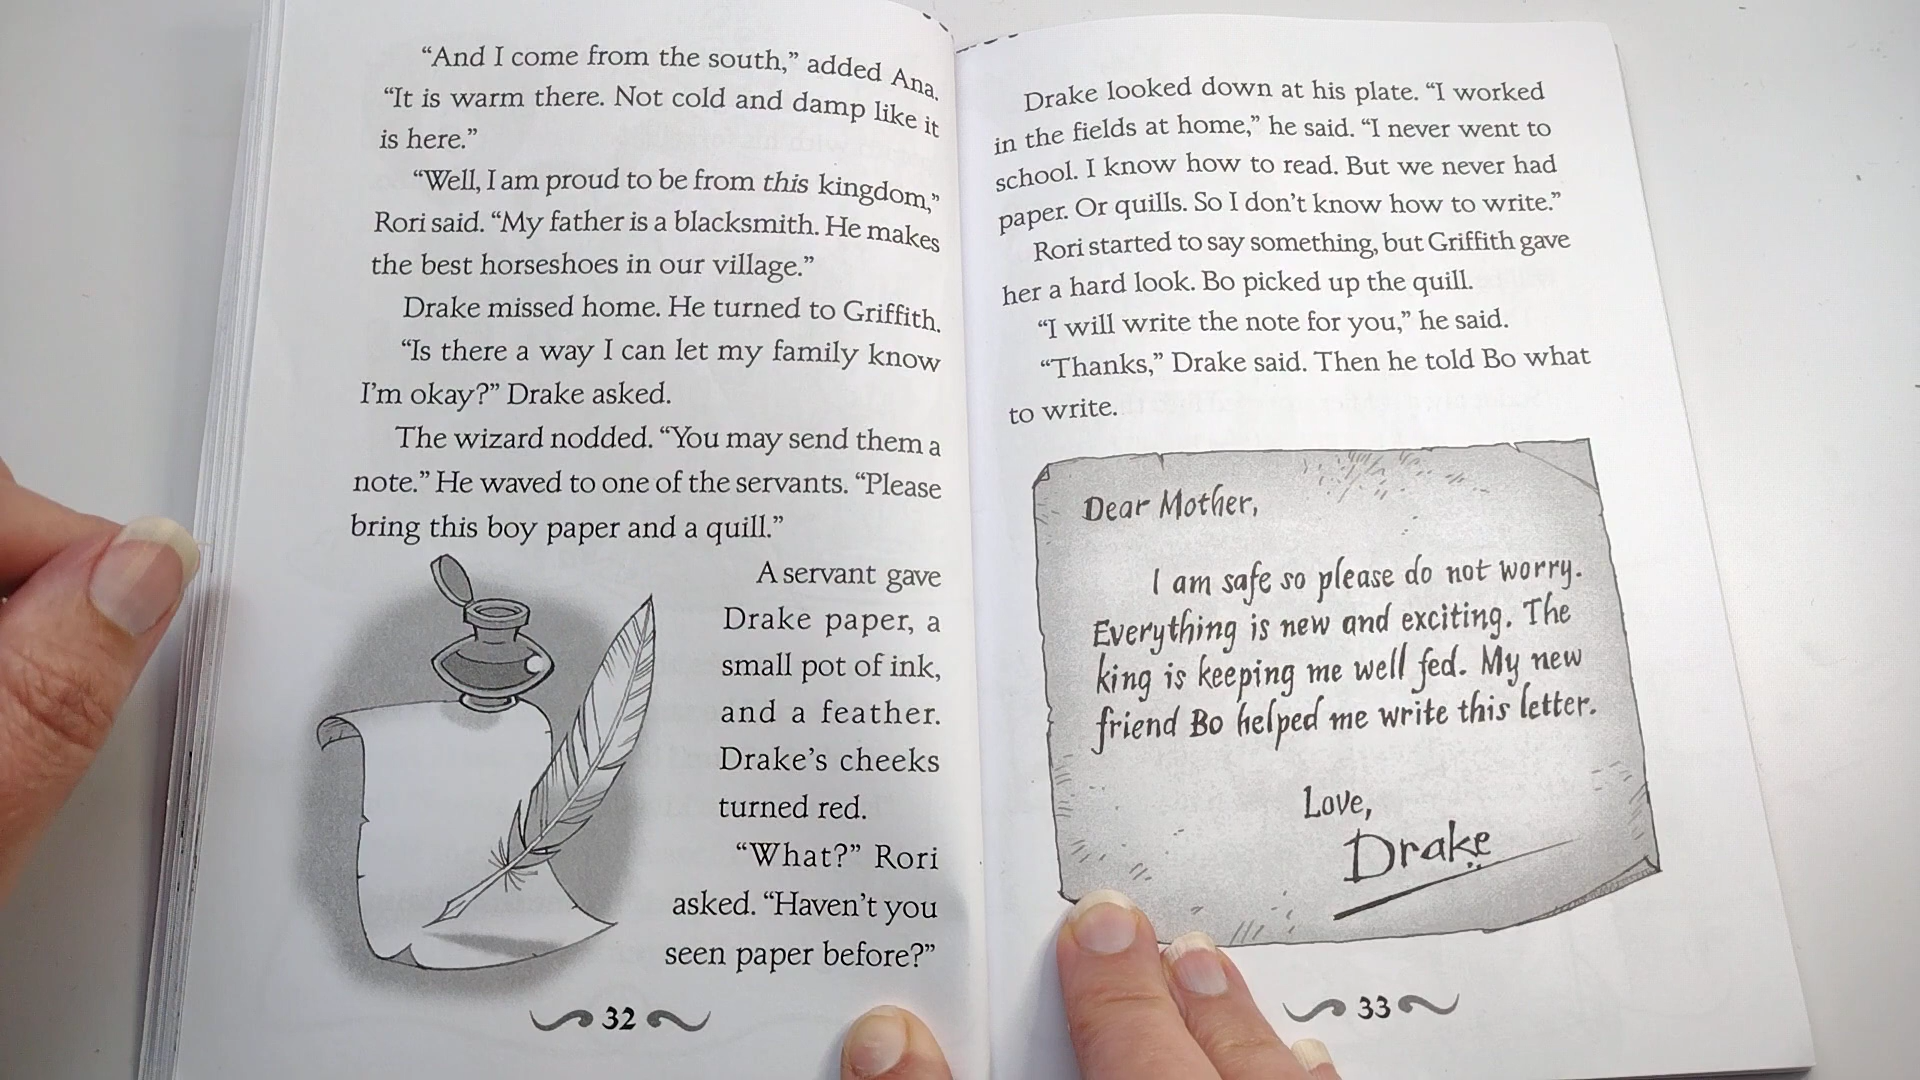 “And I come from the south,” added Ana.
“It is warm there. Not cold and damp like it
is here.”
“Well, I am proud to be from this kingdom,”
Rori said. “My father is a blacksmith. He makes
the best horseshoes in our village.”
Drake missed home. He turned to Griffith.
“Is there a way I can let my family know
I’m okay?” Drake asked.
The wizard nodded. “You may send them a
note.” He waved to one of the servants. “Please
bring this boy paper and a quill.”
A servant gave
Drake paper, a
small pot of ink,
and a feather.
Drake’s cheeks
turned red.
“What?” Rori
asked. “Haven’t you
seen paper before?”
32
Drake looked down at his plate. “I worked
in the fields at home,” he said. “I never went to
school. I know how to read. But we never had
paper. Or quills. So I don’t know how to write.”
Rori started to say something, but Griffith gave
her a hard look. Bo picked up the quill.
“I will write the note for you,” he said.
“Thanks,” Drake said. Then he told Bo what
to write.
Dear Mother,
I am safe so please do not worry.
Everything is new and exciting. The
king is keeping me well fed. My new
friend Bo helped me write this letter.
Love,
Drake
33